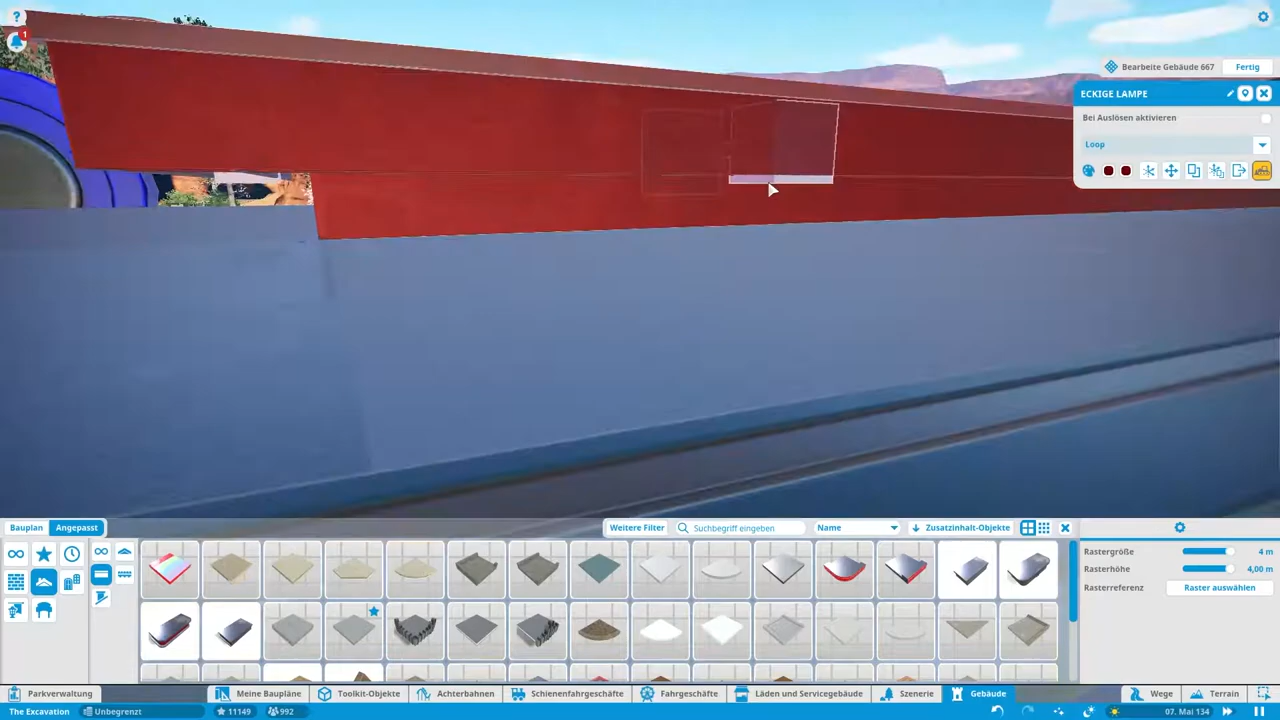 ?
1
Bearbeite Gebäude 667
Fertig
ECKIGE LAMPE
Bei Auslösen aktivieren
Loop
Bauplan
Angepasst
Weitere Filter
Suchbegriff eingeben
Name
Zusatzinhalt-Objekte
Rastergröße
4 m
Rasterhöhe
4,00 m
Rasterreferenz
Raster auswählen
Parkverwaltung
Meine Baupläne
Toolkit-Objekte
Achterbahnen
Schienenfahrgeschäfte
Fahrgeschäfte
Läden und Servicegebäude
Szenerie
Gebäude
Wege
Terrain
The Excavation
Unbegrenzt
11149
992
07. Mai 134